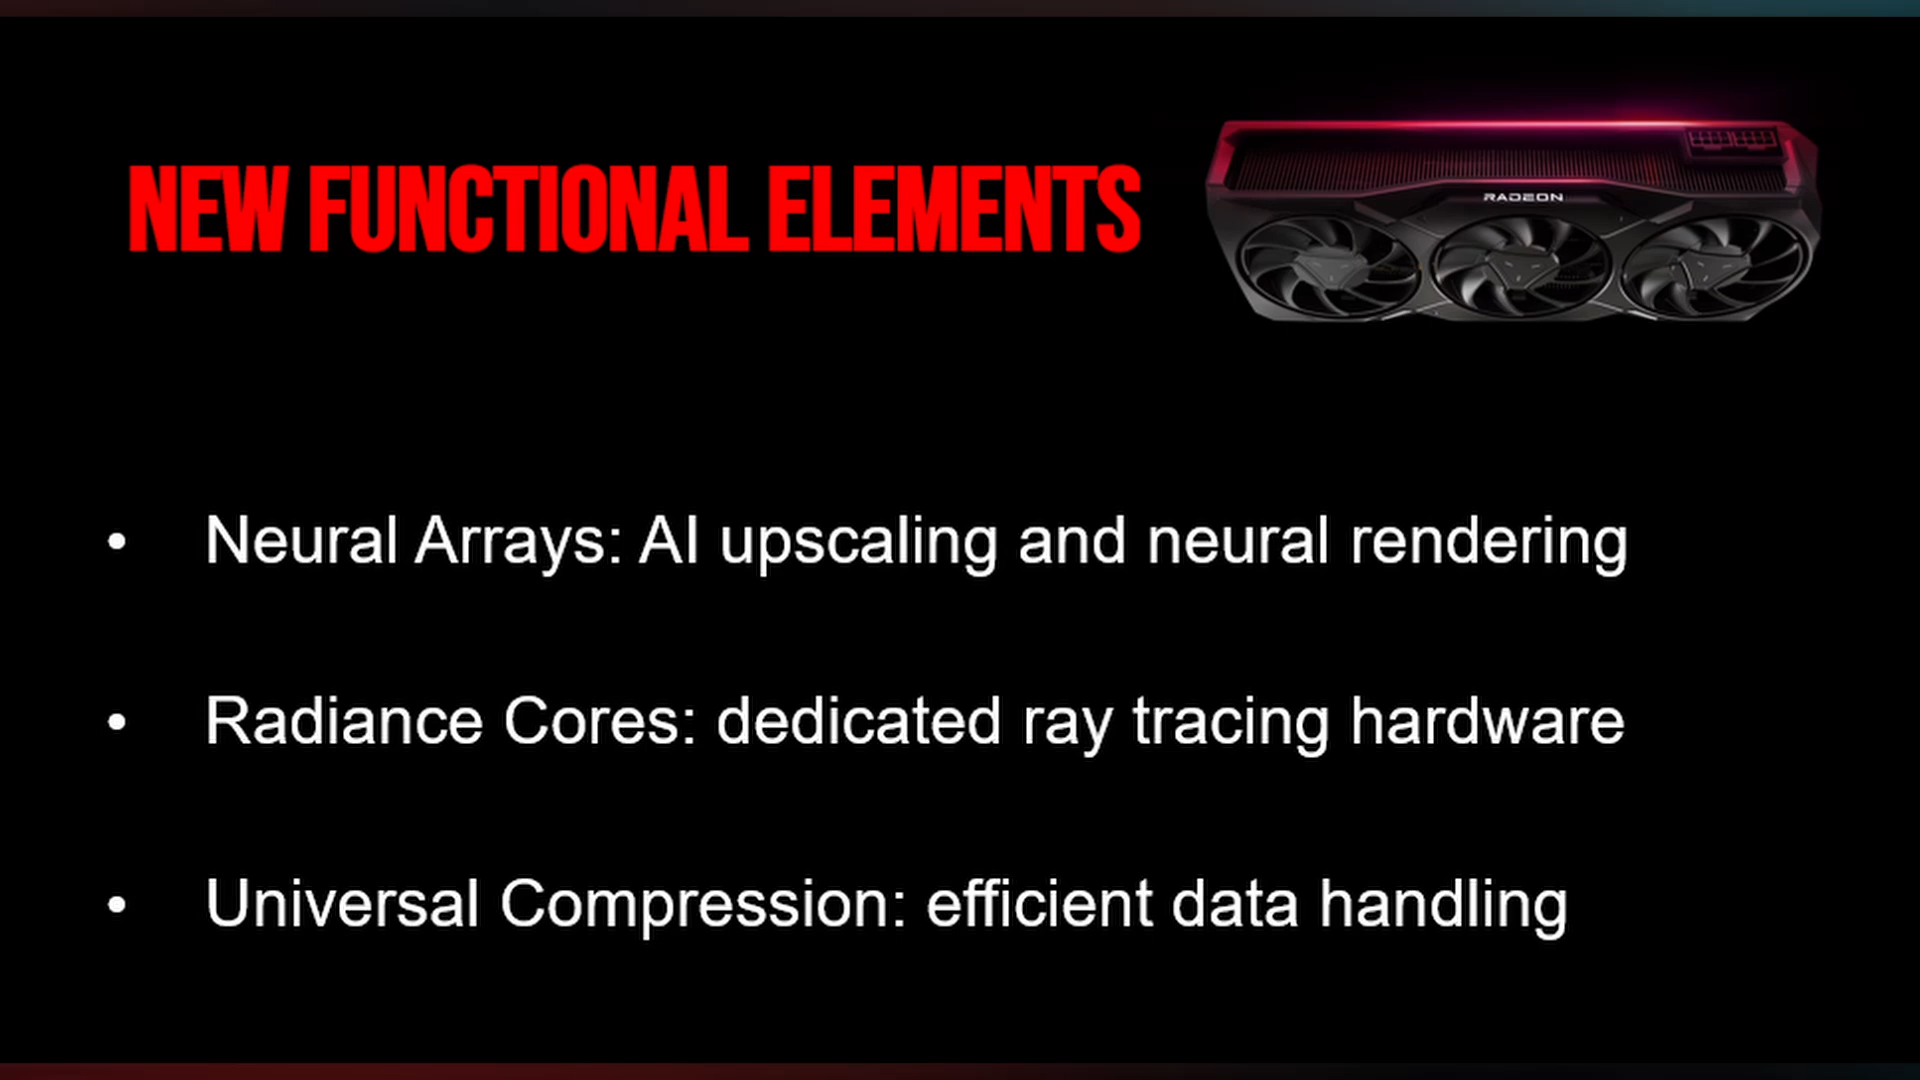 NEW FUNCTIONAL ELEMENTS
RADEON
• Neural Arrays: AI upscaling and neural rendering
• Radiance Cores: dedicated ray tracing hardware
• Universal Compression: efficient data handling